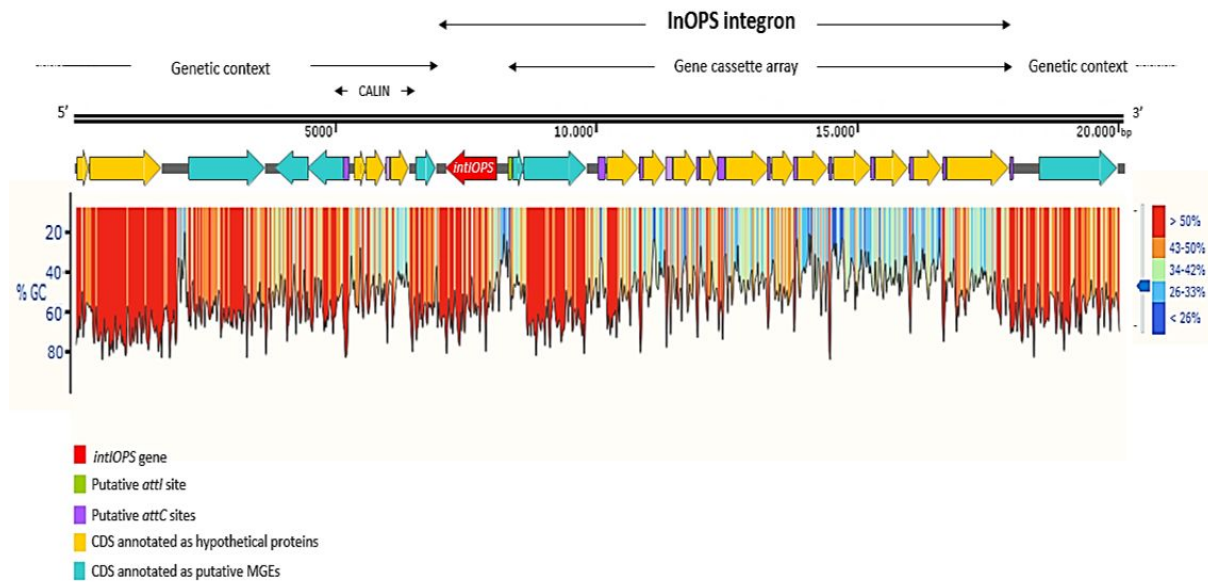 InOPS integron
Genetic context
Gene cassette array
Genetic context
CALIN
5'
3'
5000
10.000
15.000
20.000 bp
intIOPS
20
40
% GC
60
80
> 50%
43-50%
34-42%
26-33%
< 26%
intIOPS gene
Putative attI site
Putative attC sites
CDS annotated as hypothetical proteins
CDS annotated as putative MGEs